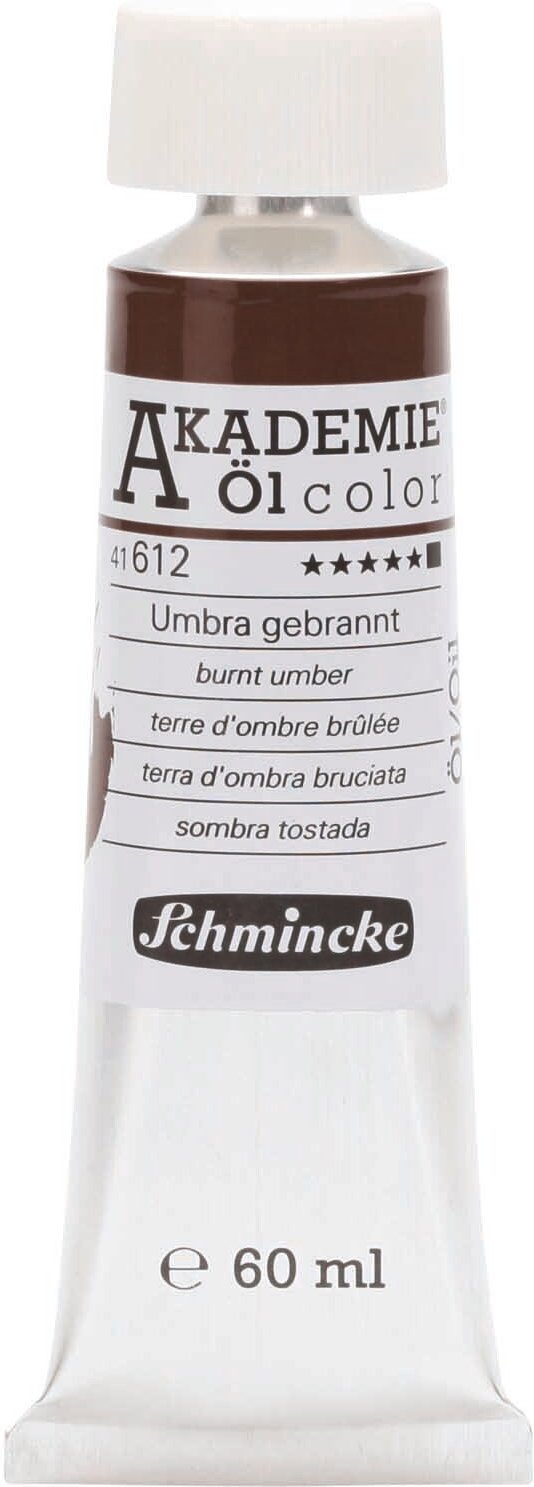 AKADEMIE®
Öl color
41 612 ★★★★★■
Umbra gebrannt
burnt umber
terre d'ombre brûlée
terra d'ombra bruciata
sombra tostada
Schmincke
℮ 60 ml